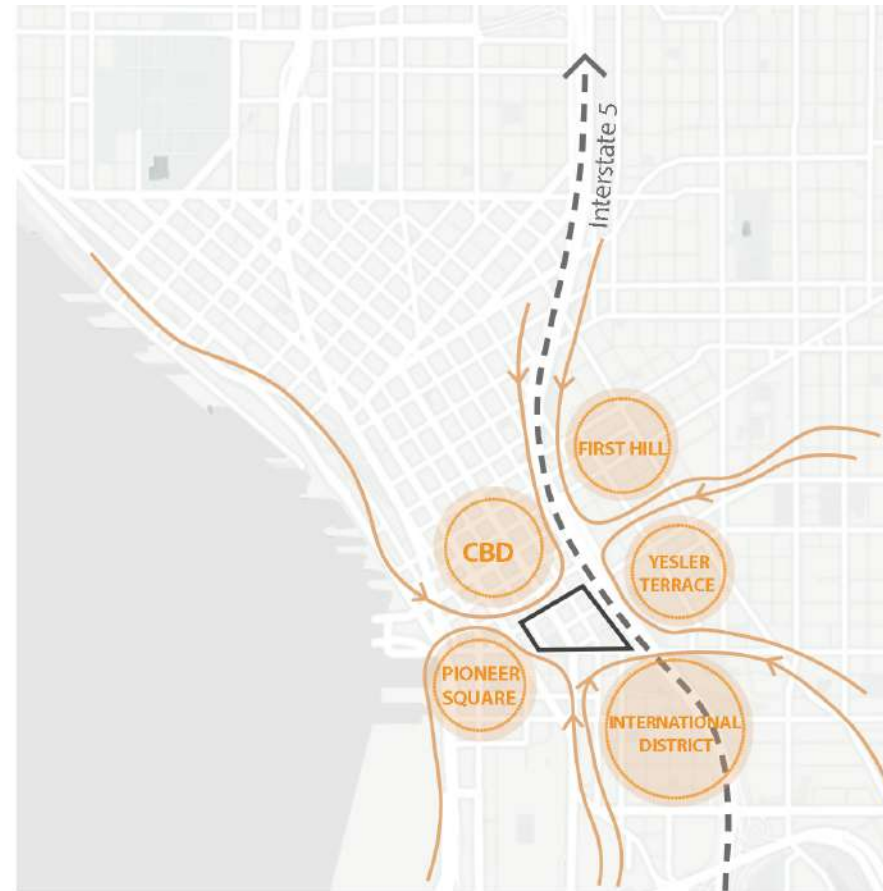 Interstate 5
FIRST HILL
CBD
YESLER
TERRACE
PIONEER
SQUARE
INTERNATIONAL
DISTRICT